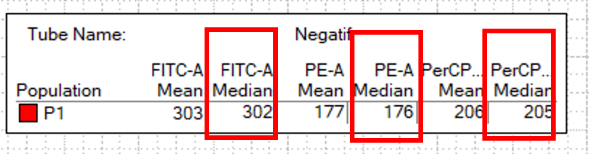 Tube Name: Negatif
FITC-A FITC-A PE-A PE-A PerCP... PerCP...
Population Mean Median Mean Median Mean Median
P1 303 302 177 176 206 205